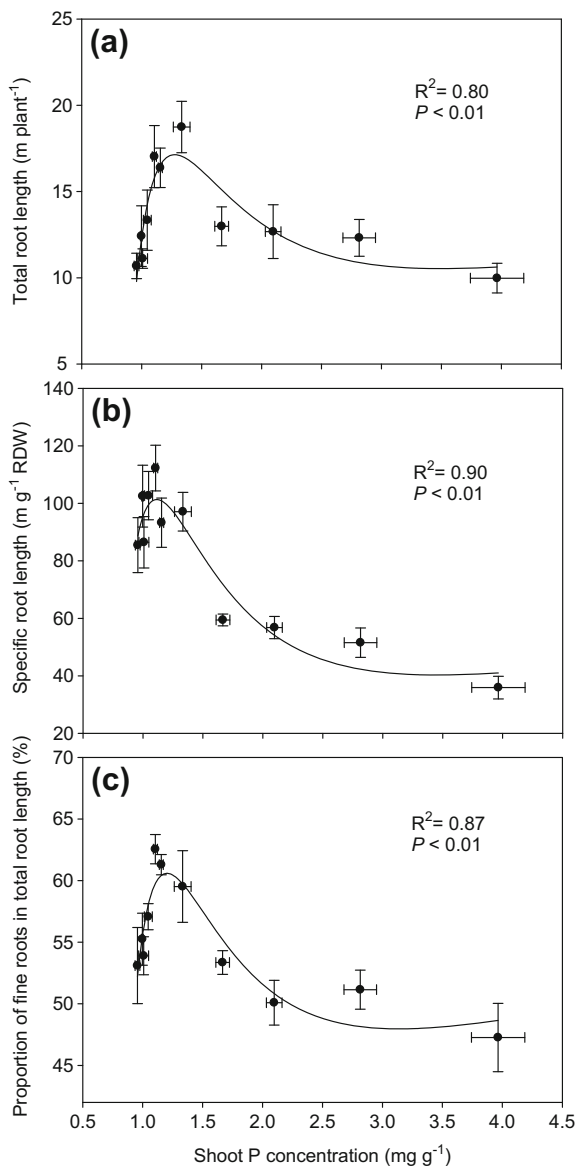 (a)
R²= 0.80
P < 0.01
Total root length (m plant⁻¹)
25
20
15
10
5
(b)
R²= 0.90
P < 0.01
Specific root length (m g⁻¹ RDW)
140
120
100
80
60
40
20
(c)
R²= 0.87
P < 0.01
Proportion of fine roots in total root length (%)
70
65
60
55
50
45
0.5 1.0 1.5 2.0 2.5 3.0 3.5 4.0 4.5
Shoot P concentration (mg g⁻¹)